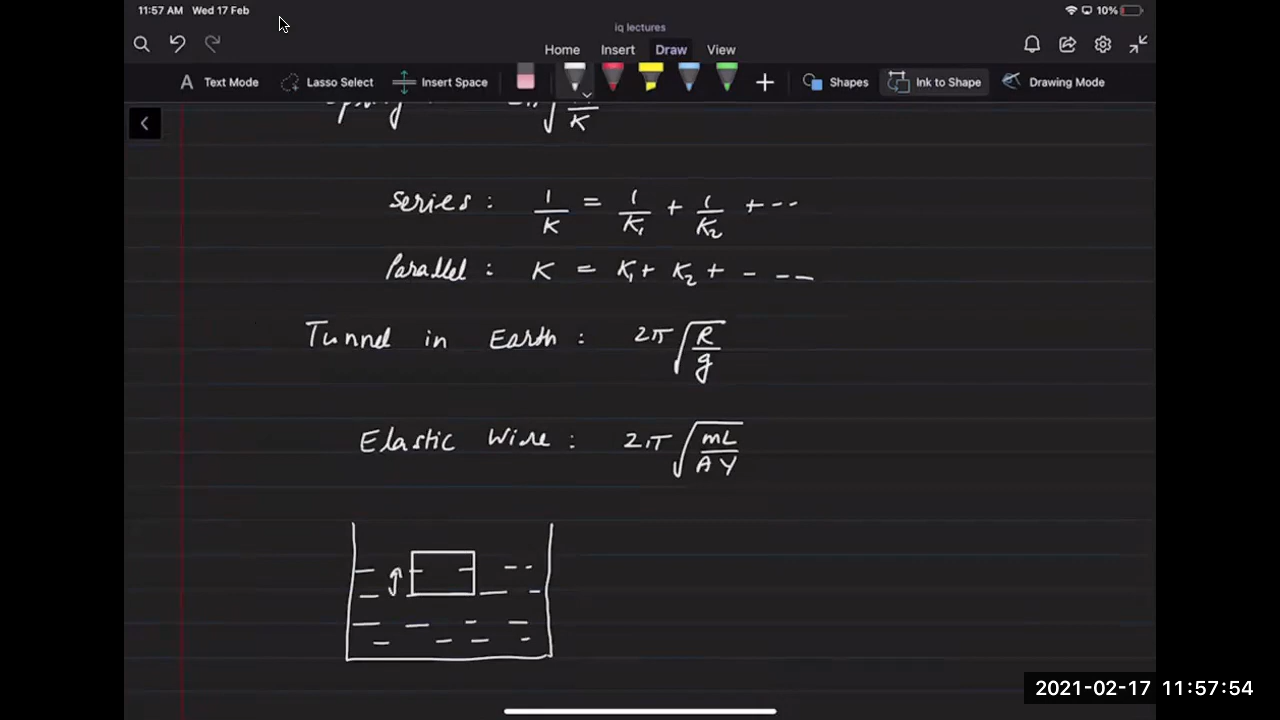 11:57 AM Wed 17 Feb
10%
iq lectures
Home Insert Draw View
A Text Mode Lasso Select Insert Space Shapes Ink to Shape Drawing Mode
2π√ /K
Series : 1/K = 1/K₁ + 1/K₂ + ---
Parallel : K = K₁ + K₂ + - --
Tunnel in Earth : 2π√R/g
Elastic Wire : 2π√mL/AY
2021-02-17 11:57:54